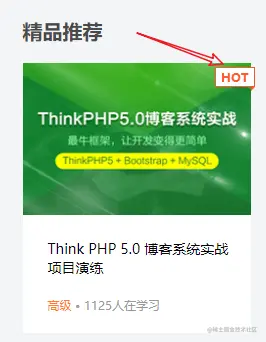 精品推荐
HOT
ThinkPHP5.0博客系统实战
最牛框架，让开发变得更简单
ThinkPHP5 + Bootstrap + MySQL
Think PHP 5.0 博客系统实战
项目演练
高级 • 1125人在学习
@稀土掘金技术社区